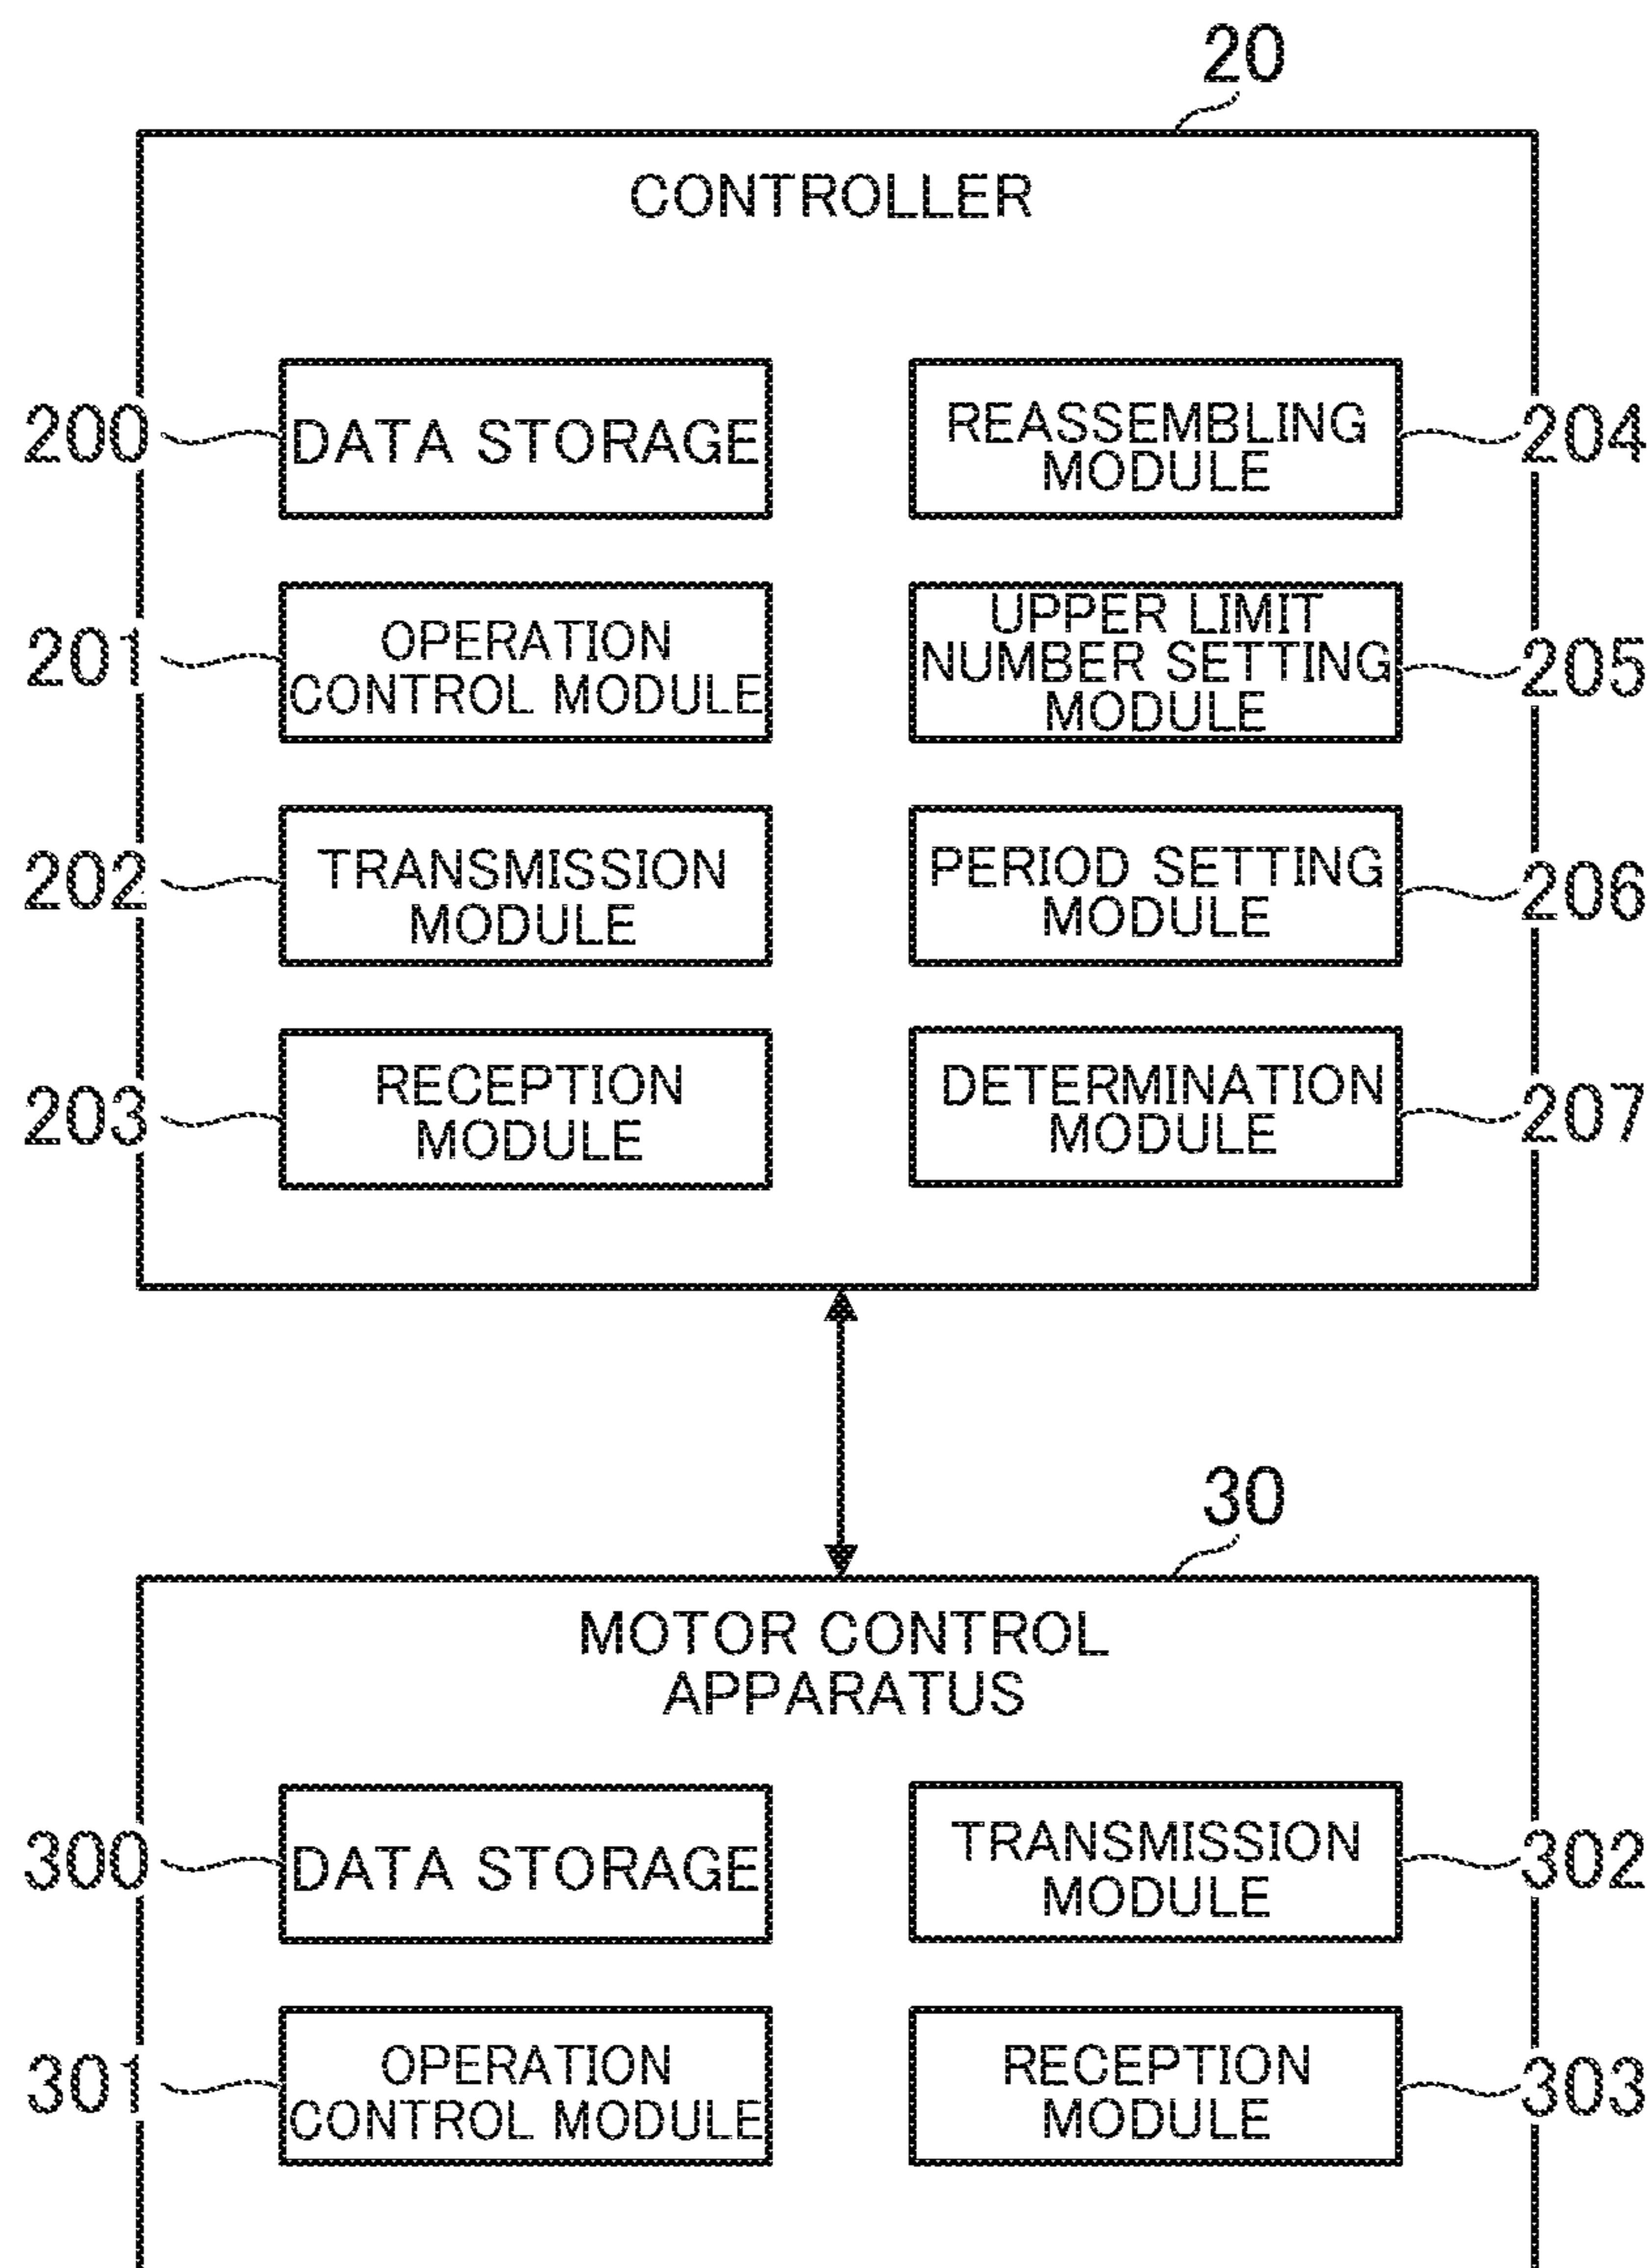 20
CONTROLLER
200
DATA STORAGE
REASSEMBLING
MODULE
204
201
OPERATION
CONTROL MODULE
UPPER LIMIT
NUMBER SETTING
MODULE
205
202
TRANSMISSION
MODULE
PERIOD SETTING
MODULE
206
203
RECEPTION
MODULE
DETERMINATION
MODULE
207
30
MOTOR CONTROL
APPARATUS
300
DATA STORAGE
TRANSMISSION
MODULE
302
301
OPERATION
CONTROL MODULE
RECEPTION
MODULE
303